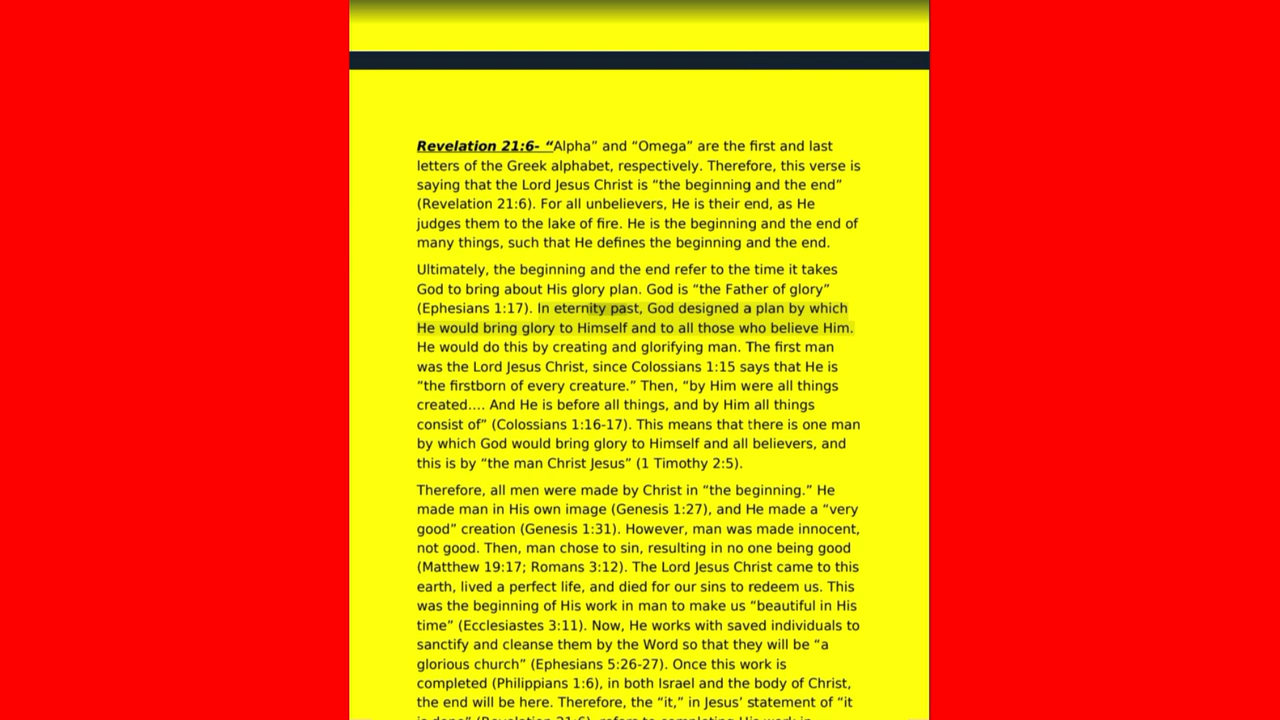 Revelation 21:6- “Alpha” and “Omega” are the first and last
letters of the Greek alphabet, respectively. Therefore, this verse is
saying that the Lord Jesus Christ is “the beginning and the end”
(Revelation 21:6). For all unbelievers, He is their end, as He
judges them to the lake of fire. He is the beginning and the end of
many things, such that He defines the beginning and the end.
Ultimately, the beginning and the end refer to the time it takes
God to bring about His glory plan. God is “the Father of glory”
(Ephesians 1:17). In eternity past, God designed a plan by which
He would bring glory to Himself and to all those who believe Him.
He would do this by creating and glorifying man. The first man
was the Lord Jesus Christ, since Colossians 1:15 says that He is
“the firstborn of every creature.” Then, “by Him were all things
created…. And He is before all things, and by Him all things
consist of” (Colossians 1:16-17). This means that there is one man
by which God would bring glory to Himself and all believers, and
this is by “the man Christ Jesus” (1 Timothy 2:5).
Therefore, all men were made by Christ in “the beginning.” He
made man in His own image (Genesis 1:27), and He made a “very
good” creation (Genesis 1:31). However, man was made innocent,
not good. Then, man chose to sin, resulting in no one being good
(Matthew 19:17; Romans 3:12). The Lord Jesus Christ came to this
earth, lived a perfect life, and died for our sins to redeem us. This
was the beginning of His work in man to make us “beautiful in His
time” (Ecclesiastes 3:11). Now, He works with saved individuals to
sanctify and cleanse them by the Word so that they will be “a
glorious church” (Ephesians 5:26-27). Once this work is
completed (Philippians 1:6), in both Israel and the body of Christ,
the end will be here. Therefore, the “it,” in Jesus’ statement of “it
is done” (Revelation 21:6), refers to completing His work in